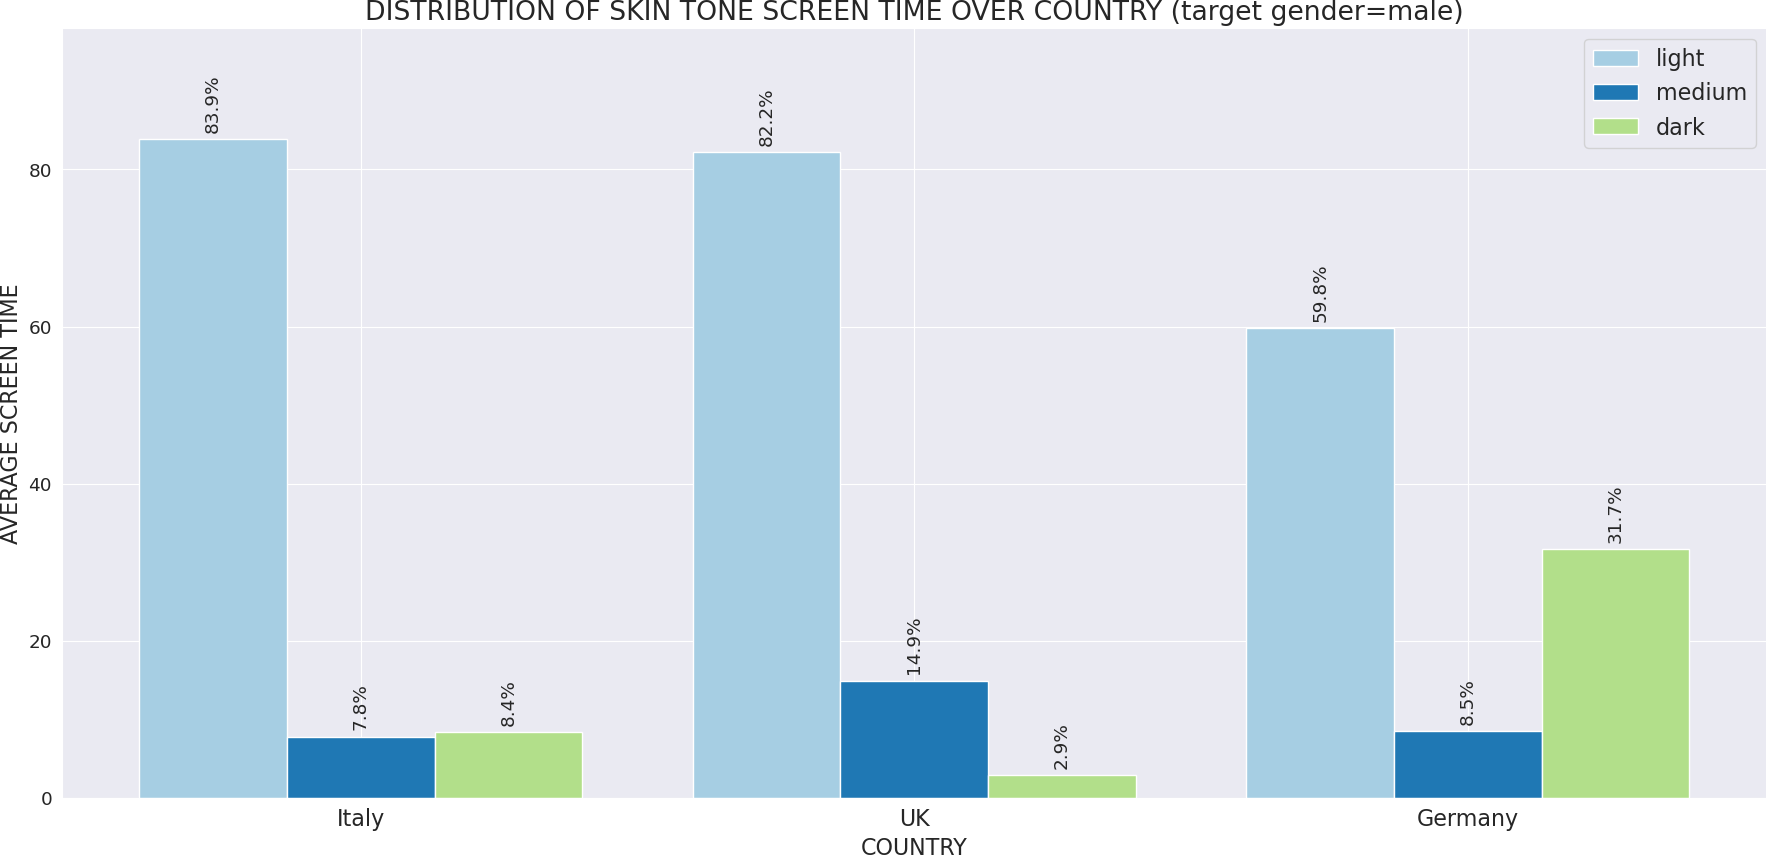 DISTRIBUTION OF SKIN TONE SCREEN TIME OVER COUNTRY (target gender=male)
light
medium
dark
AVERAGE SCREEN TIME
80
60
40
20
0
83.9%
7.8%
8.4%
82.2%
14.9%
2.9%
59.8%
8.5%
31.7%
Italy
UK
Germany
COUNTRY